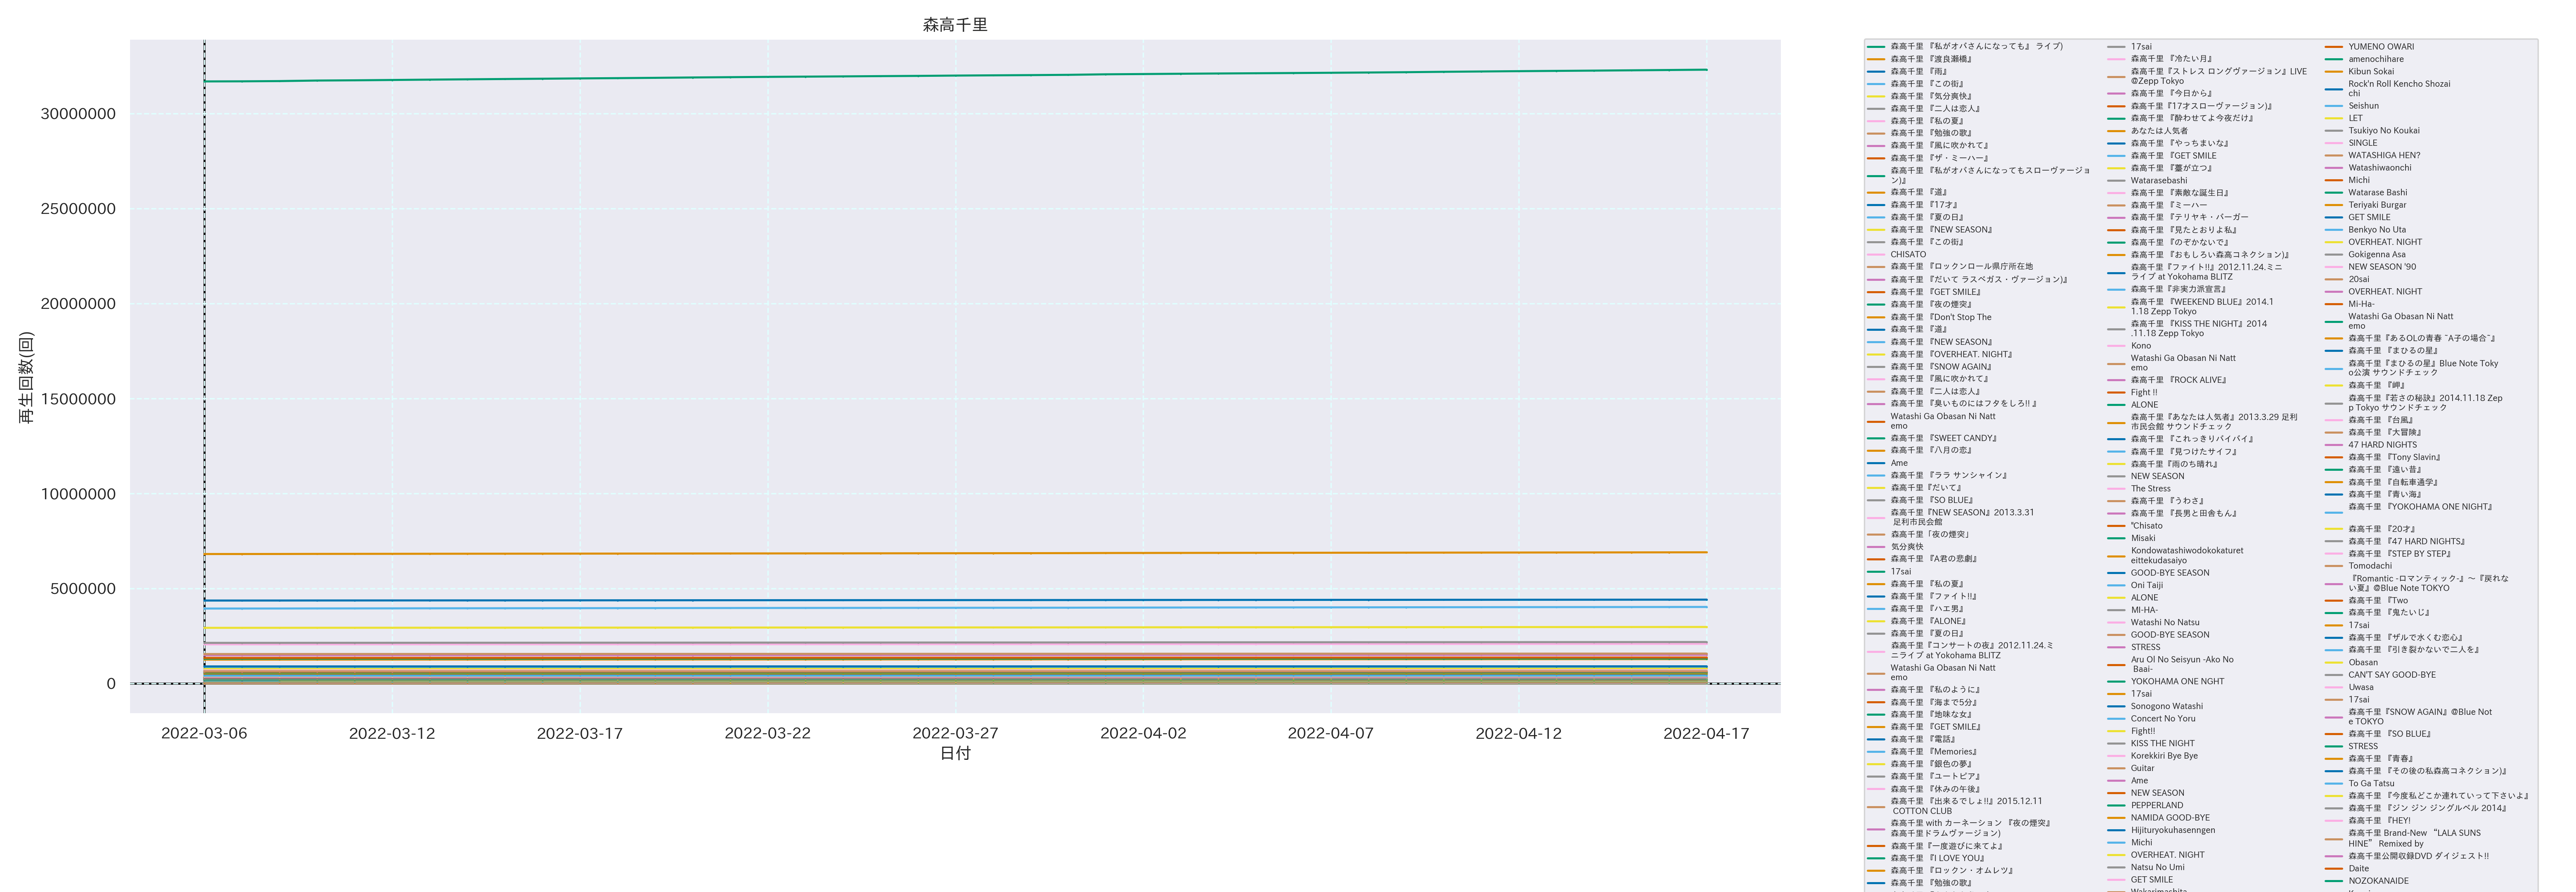 森高千里
再生回数(回)
30000000
25000000
20000000
15000000
10000000
5000000
0
2022-03-06
2022-03-12
2022-03-17
2022-03-22
2022-03-27
2022-04-02
2022-04-07
2022-04-12
2022-04-17
日付
森高千里 『私がオバさんになっても』 ライブ)
森高千里 『渡良瀬橋』
森高千里 『雨』
森高千里 『この街』
森高千里 『気分爽快』
森高千里 『二人は恋人』
森高千里 『私の夏』
森高千里 『勉強の歌』
森高千里 『風に吹かれて』
森高千里 『ザ・ミーハー』
森高千里 『私がオバさんになってもスローヴァージョ
ン)』
森高千里 『道』
森高千里 『17才』
森高千里 『夏の日』
森高千里 『NEW SEASON』
森高千里 『この街』
CHISATO
森高千里 『ロックンロール県庁所在地
森高千里 『だいて ラスベガス・ヴァージョン)』
森高千里 『GET SMILE』
森高千里 『夜の煙突』
森高千里 『Don't Stop The
森高千里 『道』
森高千里 『NEW SEASON』
森高千里 『OVERHEAT. NIGHT』
森高千里 『SNOW AGAIN』
森高千里 『風に吹かれて』
森高千里 『二人は恋人』
森高千里 『臭いものにはフタをしろ!! 』
Watashi Ga Obasan Ni Natt
emo
森高千里 『SWEET CANDY』
森高千里 『八月の恋』
Ame
森高千里 『ララ サンシャイン』
森高千里 『だいて』
森高千里 『SO BLUE』
森高千里『NEW SEASON』2013.3.31
足利市民会館
森高千里 「夜の煙突」
気分爽快
森高千里 『A君の悲劇』
17sai
森高千里 『私の夏』
森高千里 『ファイト!!』
森高千里 『ハエ男』
森高千里 『ALONE』
森高千里 『夏の日』
森高千里『コンサートの夜』2012.11.24.ミ
ニライブ at Yokohama BLITZ
Watashi Ga Obasan Ni Natt
emo
森高千里 『私のように』
森高千里 『海まで5分』
森高千里 『地味な女』
森高千里 『GET SMILE』
森高千里 『電話』
森高千里 『Memories』
森高千里 『銀色の夢』
森高千里 『ユートピア』
森高千里 『休みの午後』
森高千里 『出来るでしょ!!』2015.12.11
COTTON CLUB
森高千里 with カーネーション 『夜の煙突』
森高千里ドラムヴァージョン)
森高千里『一度遊びに来てよ』
森高千里 『I LOVE YOU』
森高千里 『ロックン・オムレツ』
森高千里 『勉強の歌』
17sai
森高千里 『冷たい月』
森高千里『ストレス ロングヴァージョン』LIVE
@Zepp Tokyo
森高千里 『今日から』
森高千里『17才スローヴァージョン)』
森高千里 『酔わせてよ今夜だけ』
あなたは人気者
森高千里 『やっちまいな』
森高千里 『GET SMILE
森高千里 『薹が立つ』
Watarasebashi
森高千里 『素敵な誕生日』
森高千里 『ミーハー
森高千里 『テリヤキ・バーガー
森高千里 『見たとおりよ私』
森高千里 『のぞかないで』
森高千里 『おもしろい森高コネクション)』
森高千里『ファイト!!』2012.11.24.ミニ
ライブ at Yokohama BLITZ
森高千里『非実力派宣言』
森高千里 『WEEKEND BLUE』2014.1
1.18 Zepp Tokyo
森高千里 『KISS THE NIGHT』2014
.11.18 Zepp Tokyo
Kono
Watashi Ga Obasan Ni Natt
emo
森高千里 『ROCK ALIVE』
Fight !!
ALONE
森高千里『あなたは人気者』2013.3.29 足利
市民会館 サウンドチェック
森高千里 『これっきりバイバイ』
森高千里 『見つけたサイフ』
森高千里『雨のち晴れ』
NEW SEASON
The Stress
森高千里 『うわさ』
森高千里 『長男と田舎もん』
"Chisato
Misaki
Kondowatashiwodokokaturet
eittekudasaiyo
GOOD-BYE SEASON
Oni Taiji
ALONE
MI-HA-
Watashi No Natsu
GOOD-BYE SEASON
STRESS
Aru Ol No Seisyun -Ako No
Baai-
YOKOHAMA ONE NGHT
17sai
Sonogono Watashi
Concert No Yoru
Fight!!
KISS THE NIGHT
Korekkiri Bye Bye
Guitar
Ame
NEW SEASON
PEPPERLAND
NAMIDA GOOD-BYE
Hijituryokuhasenngen
Michi
OVERHEAT. NIGHT
Natsu No Umi
GET SMILE
Wakarimashita
YUMENO OWARI
amenochihare
Kibun Sokai
Rock'n Roll Kencho Shozai
chi
Seishun
LET
Tsukiyo No Koukai
SINGLE
WATASHIGA HEN?
Watashiwaonchi
Michi
Watarase Bashi
Teriyaki Burgar
GET SMILE
Benkyo No Uta
OVERHEAT. NIGHT
Gokigenna Asa
NEW SEASON '90
20sai
OVERHEAT. NIGHT
Mi-Ha-
Watashi Ga Obasan Ni Natt
emo
森高千里『あるOLの青春 ~A子の場合~』
森高千里 『まひるの星』
森高千里『まひるの星』Blue Note Toky
o公演 サウンドチェック
森高千里 『岬』
森高千里『若さの秘訣』2014.11.18 Zep
p Tokyo サウンドチェック
森高千里 『台風』
森高千里 『大冒険』
47 HARD NIGHTS
森高千里 『Tony Slavin』
森高千里 『遠い昔』
森高千里 『自転車通学』
森高千里 『青い海』
森高千里 『YOKOHAMA ONE NIGHT』
森高千里 『20才』
森高千里 『47 HARD NIGHTS』
森高千里 『STEP BY STEP』
Tomodachi
『Romantic -ロマンティック-』～『戻れな
い夏』@Blue Note TOKYO
森高千里 『Two
森高千里 『鬼たいじ』
17sai
森高千里 『ザルで水くむ恋心』
森高千里 『引き裂かないで二人を』
Obasan
CAN'T SAY GOOD-BYE
Uwasa
17sai
森高千里『SNOW AGAIN』@Blue Not
e TOKYO
森高千里 『SO BLUE』
STRESS
森高千里 『青春』
森高千里 『その後の私森高コネクション)』
To Ga Tatsu
森高千里 『今度私どこか連れていって下さいよ』
森高千里 『ジン ジン ジングルベル 2014』
森高千里 『HEY!
森高千里 Brand-New “LALA SUNS
HINE” Remixed by
森高千里公開収録DVD ダイジェスト!!
Daite
NOZOKANAIDE